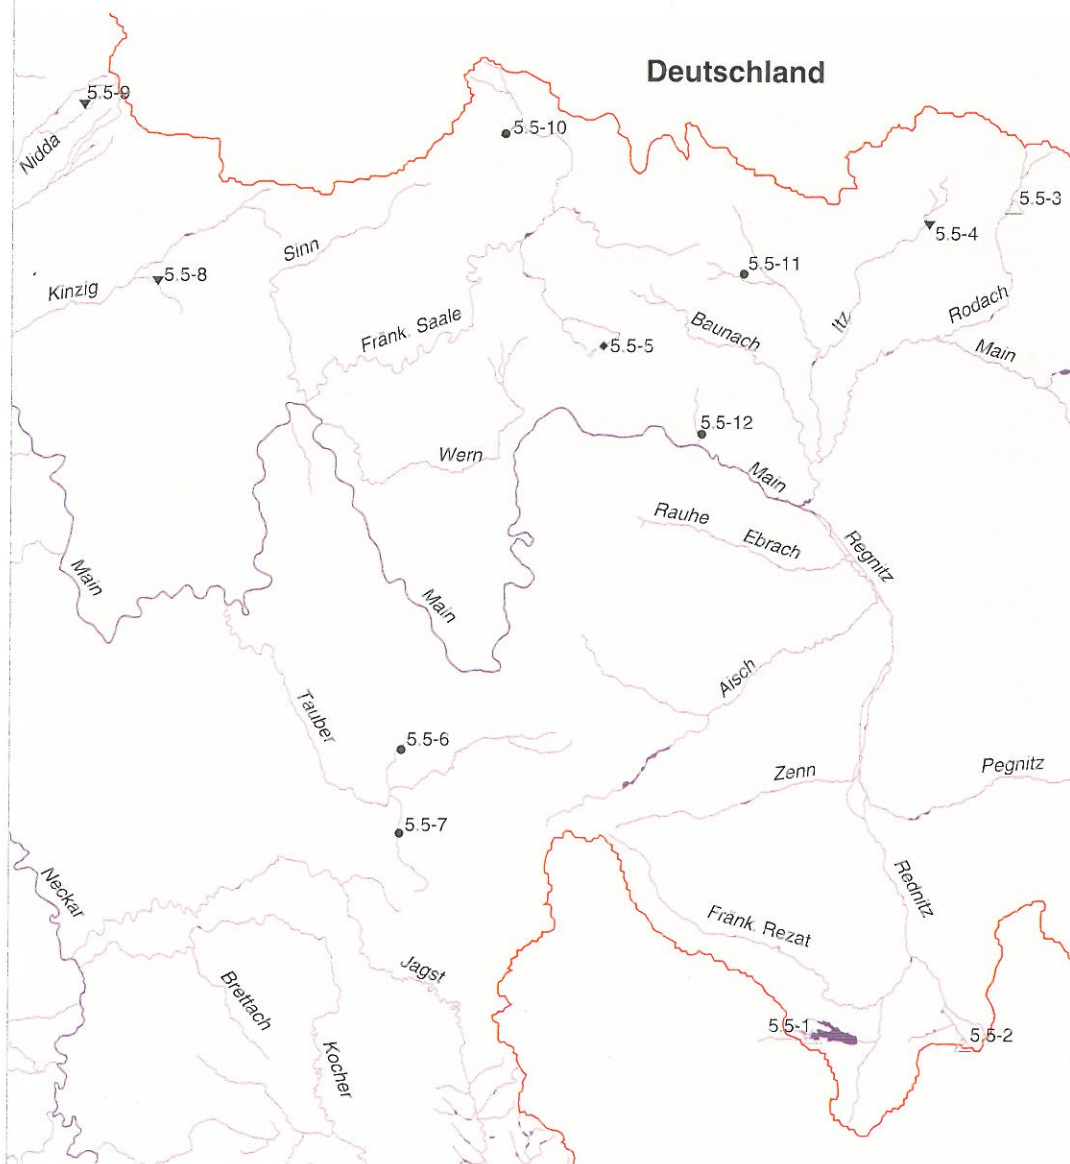 Deutschland
5.5-9
5.5-10
Nidda
5.5-3
5.5-4
Sinn
5.5-11
5.5-8
Kinzig
Rodach
Fränk. Saale
Itz
Baunach
5.5-5
Main
5.5-12
Wern
Main
Rauhe
Ebrach
Regnitz
Main
Main
Aisch
Tauber
5.5-6
Zenn
Pegnitz
5.5-7
Neckar
Rednitz
Fränk. Rezat
Jagst
Brettach
5.5-1
5.5-2
Kocher